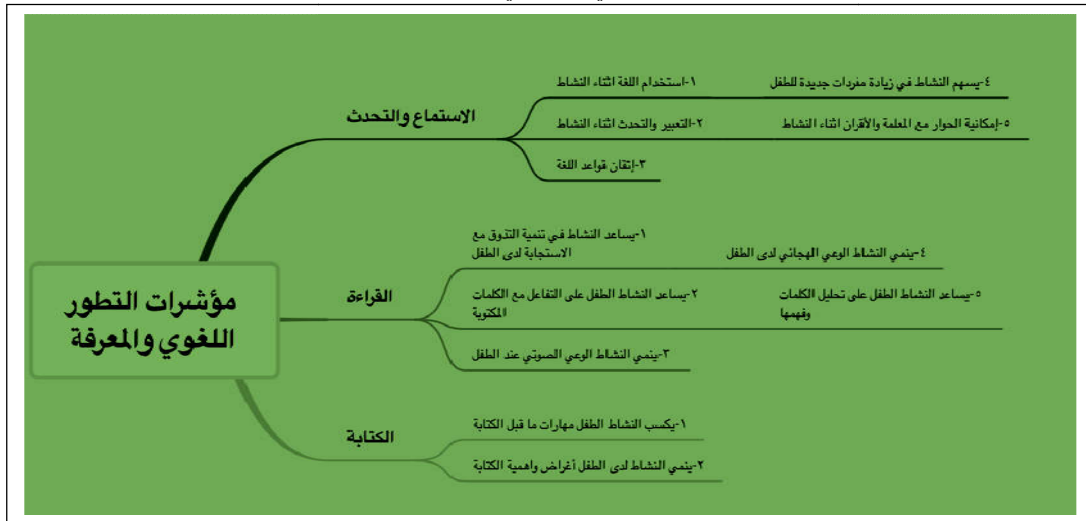 مؤشرات التطور
اللغوي والمعرفة
الاستماع والتحدث
١-استخدام اللغة اثناء النشاط
٢-التعبير والتحدث اثناء النشاط
٣-إتقان قواعد اللغة
٤-يسهم النشاط في زيادة مفردات جديدة للطفل
٥-إمكانية الحوار مع المعلمة والأقران اثناء النشاط
القراءة
١-يساعد النشاط في تنمية التذوق مع
الاستجابة لدى الطفل
٢-يساعد النشاط الطفل على التفاعل مع الكلمات
المكتوبة
٣-ينمي النشاط الوعي الصوتي عند الطفل
٤-ينمي النشاط الوعي الهجائي لدى الطفل
٥-يساعد النشاط الطفل على تحليل الكلمات
وفهمها
الكتابة
١-يكسب النشاط الطفل مهارات ما قبل الكتابة
٢-ينمي النشاط لدى الطفل أغراض واهمية الكتابة